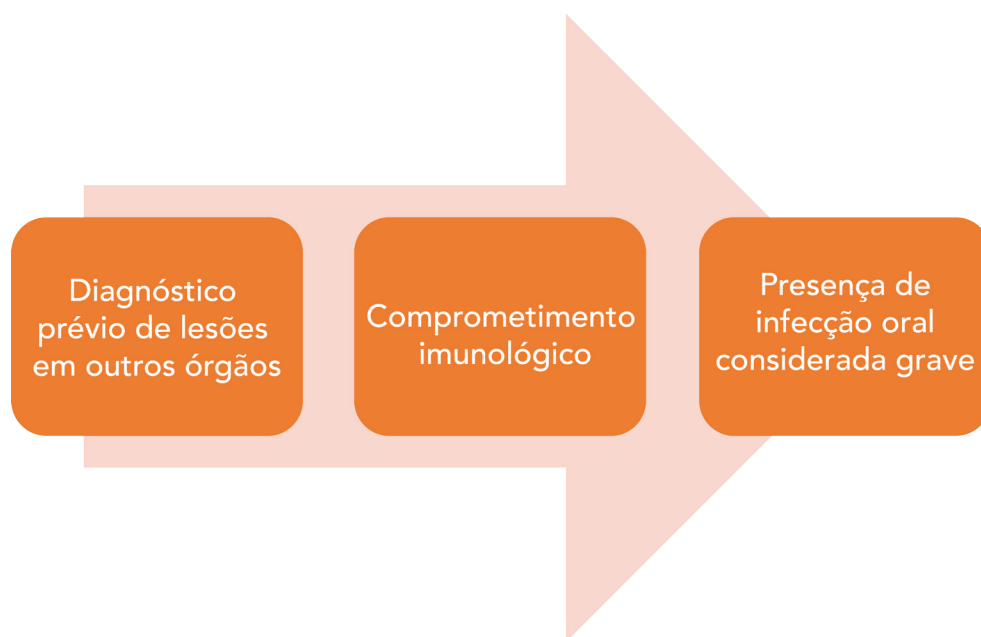 Diagnóstico
prévio de lesões
em outros órgãos
Comprometimento
imunológico
Presença de
infecção oral
considerada grave